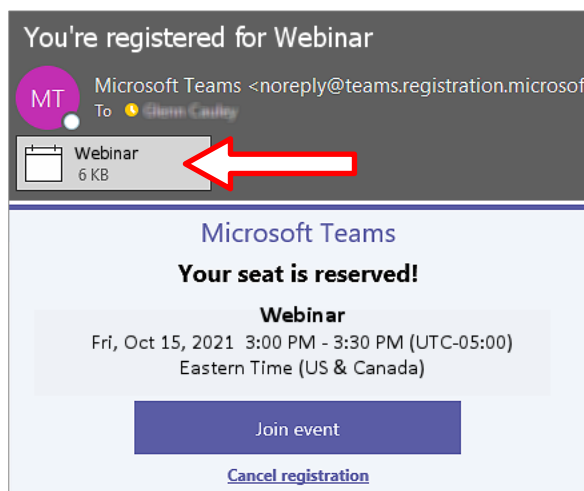 You're registered for Webinar
MT
Microsoft Teams <noreply@teams.registration.microsof
To
Webinar
6 KB
Microsoft Teams
Your seat is reserved!
Webinar
Fri, Oct 15, 2021  3:00 PM - 3:30 PM (UTC-05:00)
Eastern Time (US & Canada)
Join event
Cancel registration